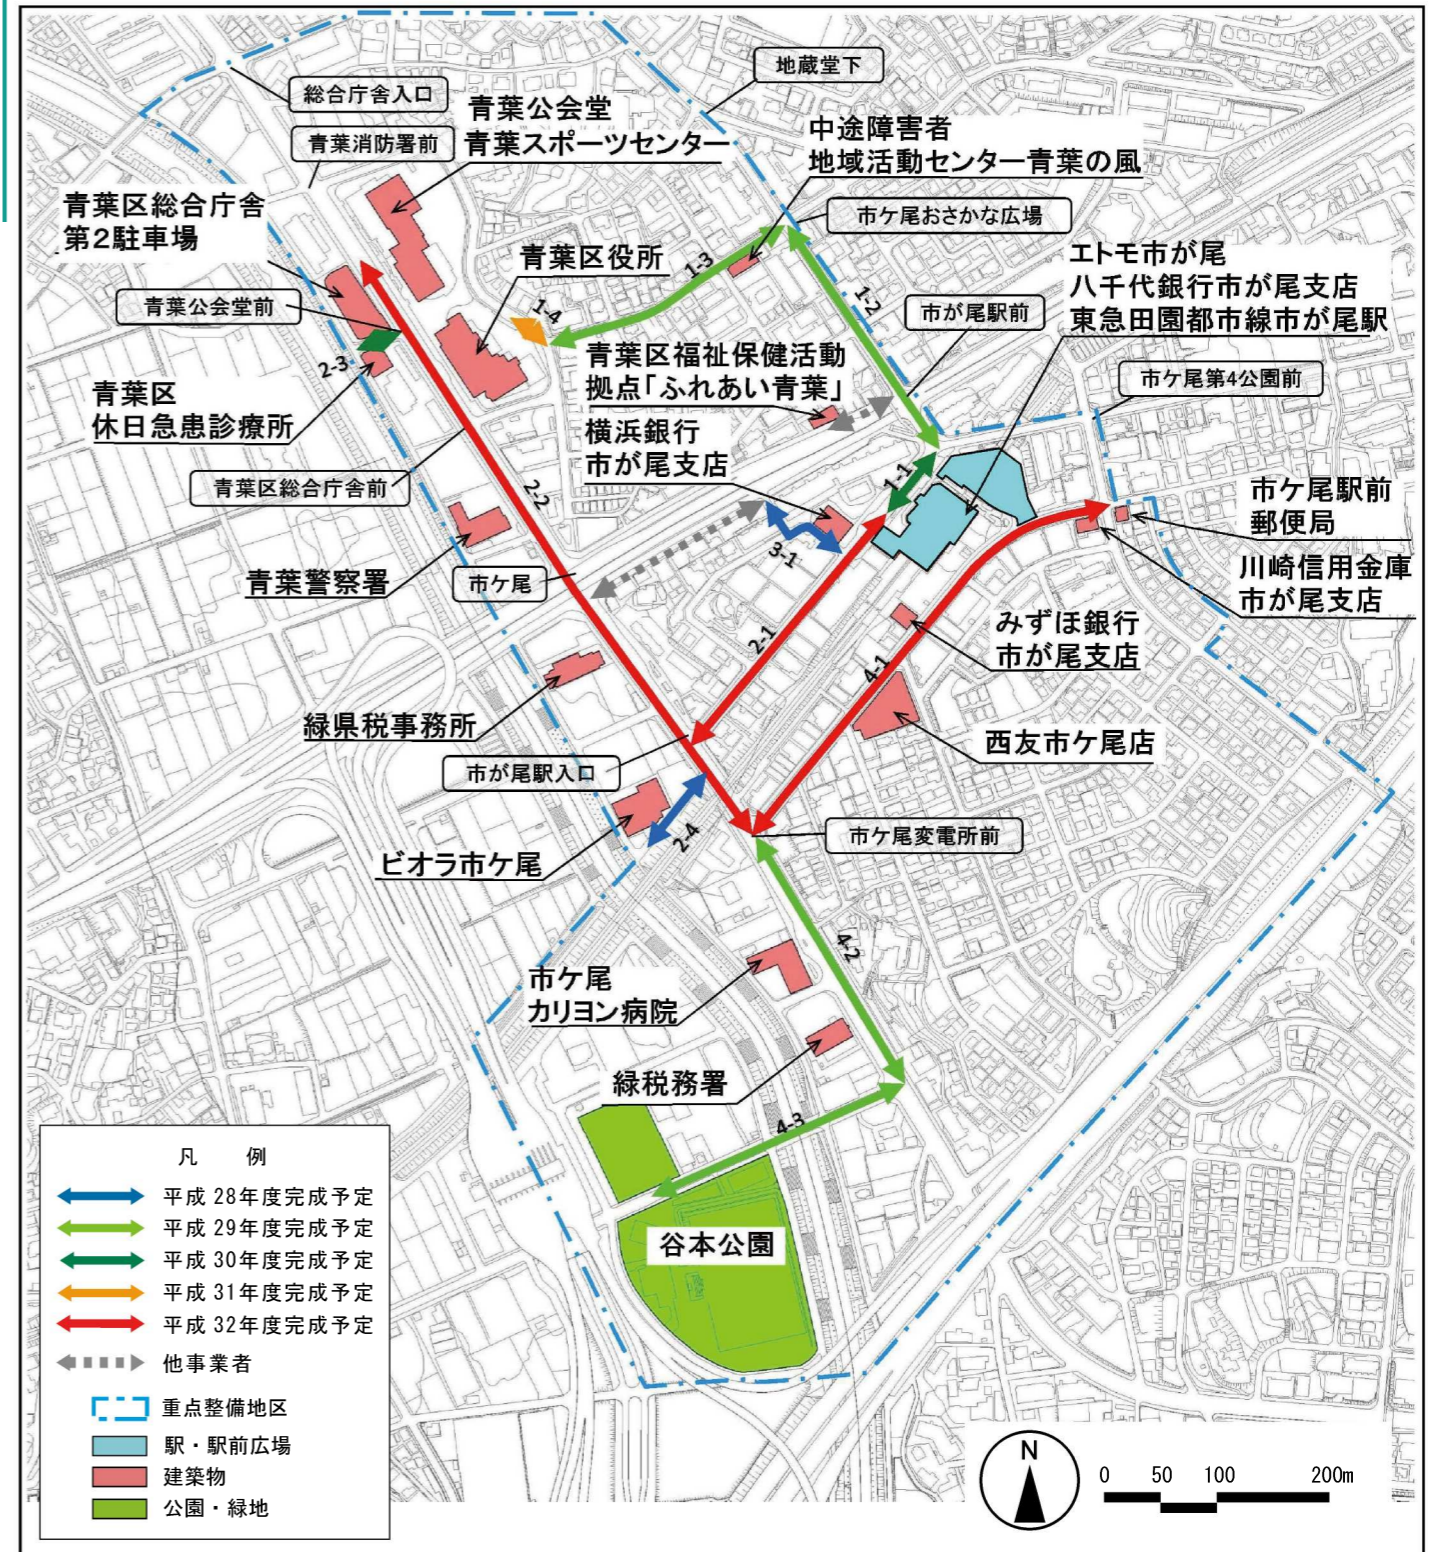 総合庁舎入口
地蔵堂下
青葉公会堂
青葉スポーツセンター
青葉消防署前
中途障害者
地域活動センター青葉の風
青葉区総合庁舎
第2駐車場
市ケ尾おさかな広場
青葉区役所
エトモ市が尾
八千代銀行市が尾支店
東急田園都市線市が尾駅
1-3
1-2
1-4
青葉公会堂前
市が尾駅前
2-3
青葉区福祉保健活動
拠点「ふれあい青葉」
市ケ尾第4公園前
青葉区
休日急患診療所
横浜銀行
市が尾支店
青葉区総合庁舎前
2-2
1-1
市ケ尾駅前
郵便局
3-1
青葉警察署
市ケ尾
川崎信用金庫
市が尾支店
2-1
みずほ銀行
市が尾支店
4-1
緑県税事務所
西友市ケ尾店
市が尾駅入口
2-4
市ケ尾変電所前
ビオラ市ケ尾
4-2
市ケ尾
カリヨン病院
緑税務署
4-3
谷本公園
凡 例
平成28年度完成予定
平成29年度完成予定
平成30年度完成予定
平成31年度完成予定
平成32年度完成予定
他事業者
重点整備地区
駅・駅前広場
建築物
公園・緑地
N
0 50 100 200m